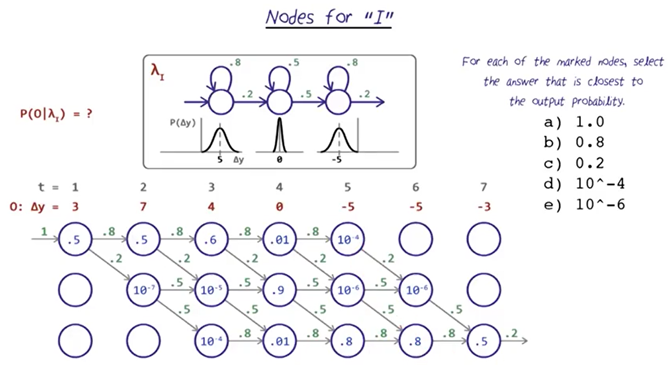 Nodes for "I"
λI
.8 .5 .8
.2 .5 .2
P(Δy)
5 Δy 0 -5
P(O|λI) = ?
For each of the marked nodes, select
the answer that is closest to
the output probability.
a) 1.0
b) 0.8
c) 0.2
d) 10^-4
e) 10^-6
t = 1 2 3 4 5 6 7
O: Δy = 3 7 4 0 -5 -5 -3
1 .5 .8 .5 .8 .6 .8 .01 .8 10⁻⁴
.2 .2 .2 .2 .2
10⁻⁷ .5 10⁻⁵ .5 .9 .5 10⁻⁶ .5 10⁻⁶
.5 .5 .5 .5 .5
10⁻⁴ .8 .01 .8 .8 .8 .8 .8 .5 .2